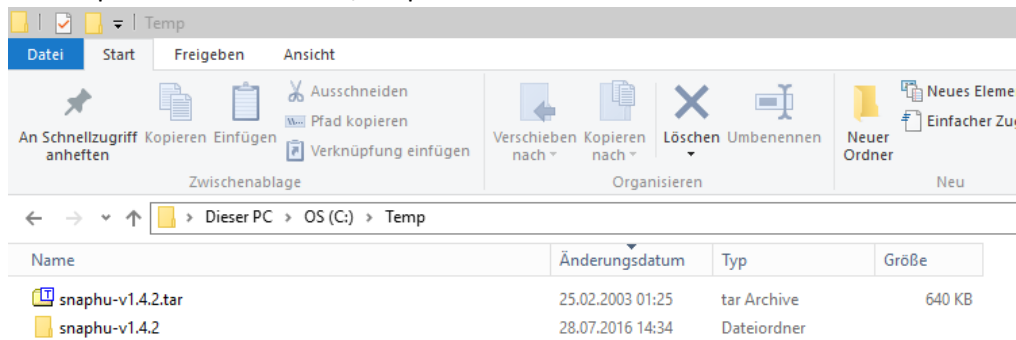 Temp
Datei Start Freigeben Ansicht
Ausschneiden
Pfad kopieren
Verknüpfung einfügen
An Schnellzugriff anheften
Kopieren
Einfügen
Verschieben nach
Kopieren nach
Löschen
Umbenennen
Neuer Ordner
Neues Eleme
Einfacher Zu
Zwischenablage Organisieren Neu
Dieser PC > OS (C:) > Temp
Name Änderungsdatum Typ Größe
snaphu-v1.4.2.tar 25.02.2003 01:25 tar Archive 640 KB
snaphu-v1.4.2 28.07.2016 14:34 Dateiordner